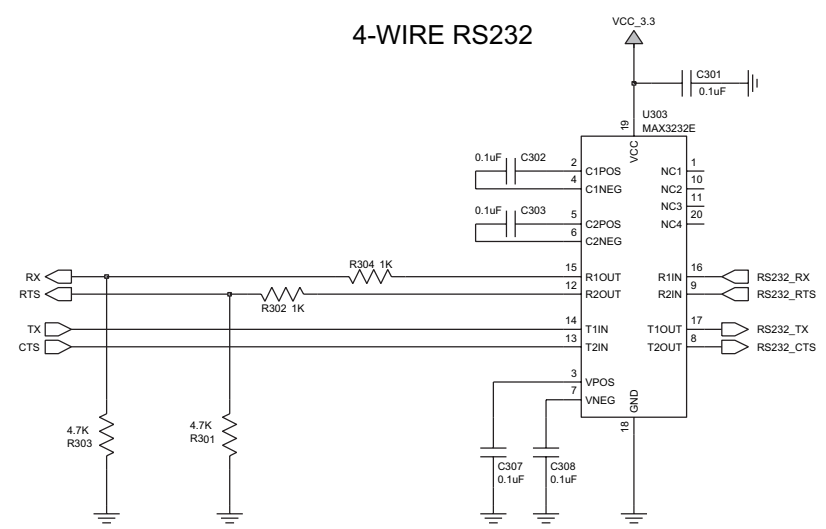 4-WIRE RS232
VCC_3.3
C301
0.1uF
U303
MAX3232E
19
VCC
0.1uF C302
2 C1POS NC1 1
4 C1NEG NC2 10
NC3 11
0.1uF C303
5 C2POS NC4 20
6 C2NEG
R304 1K
RX 15 R1OUT R1IN 16 RS232_RX
RTS 12 R2OUT R2IN 9 RS232_RTS
R302 1K
TX 14 T1IN T1OUT 17 RS232_TX
CTS 13 T2IN T2OUT 8 RS232_CTS
3 VPOS
7 VNEG
GND
18
4.7K
R303
4.7K
R301
C307
0.1uF
C308
0.1uF